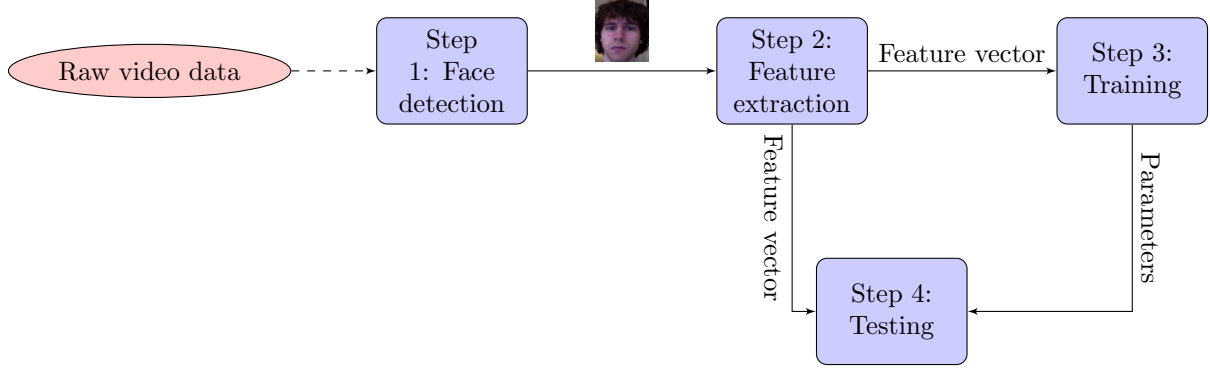 Raw video data
Step
1: Face
detection
Step 2:
Feature
extraction
Feature vector
Step 3:
Training
Feature vector
Parameters
Step 4:
Testing